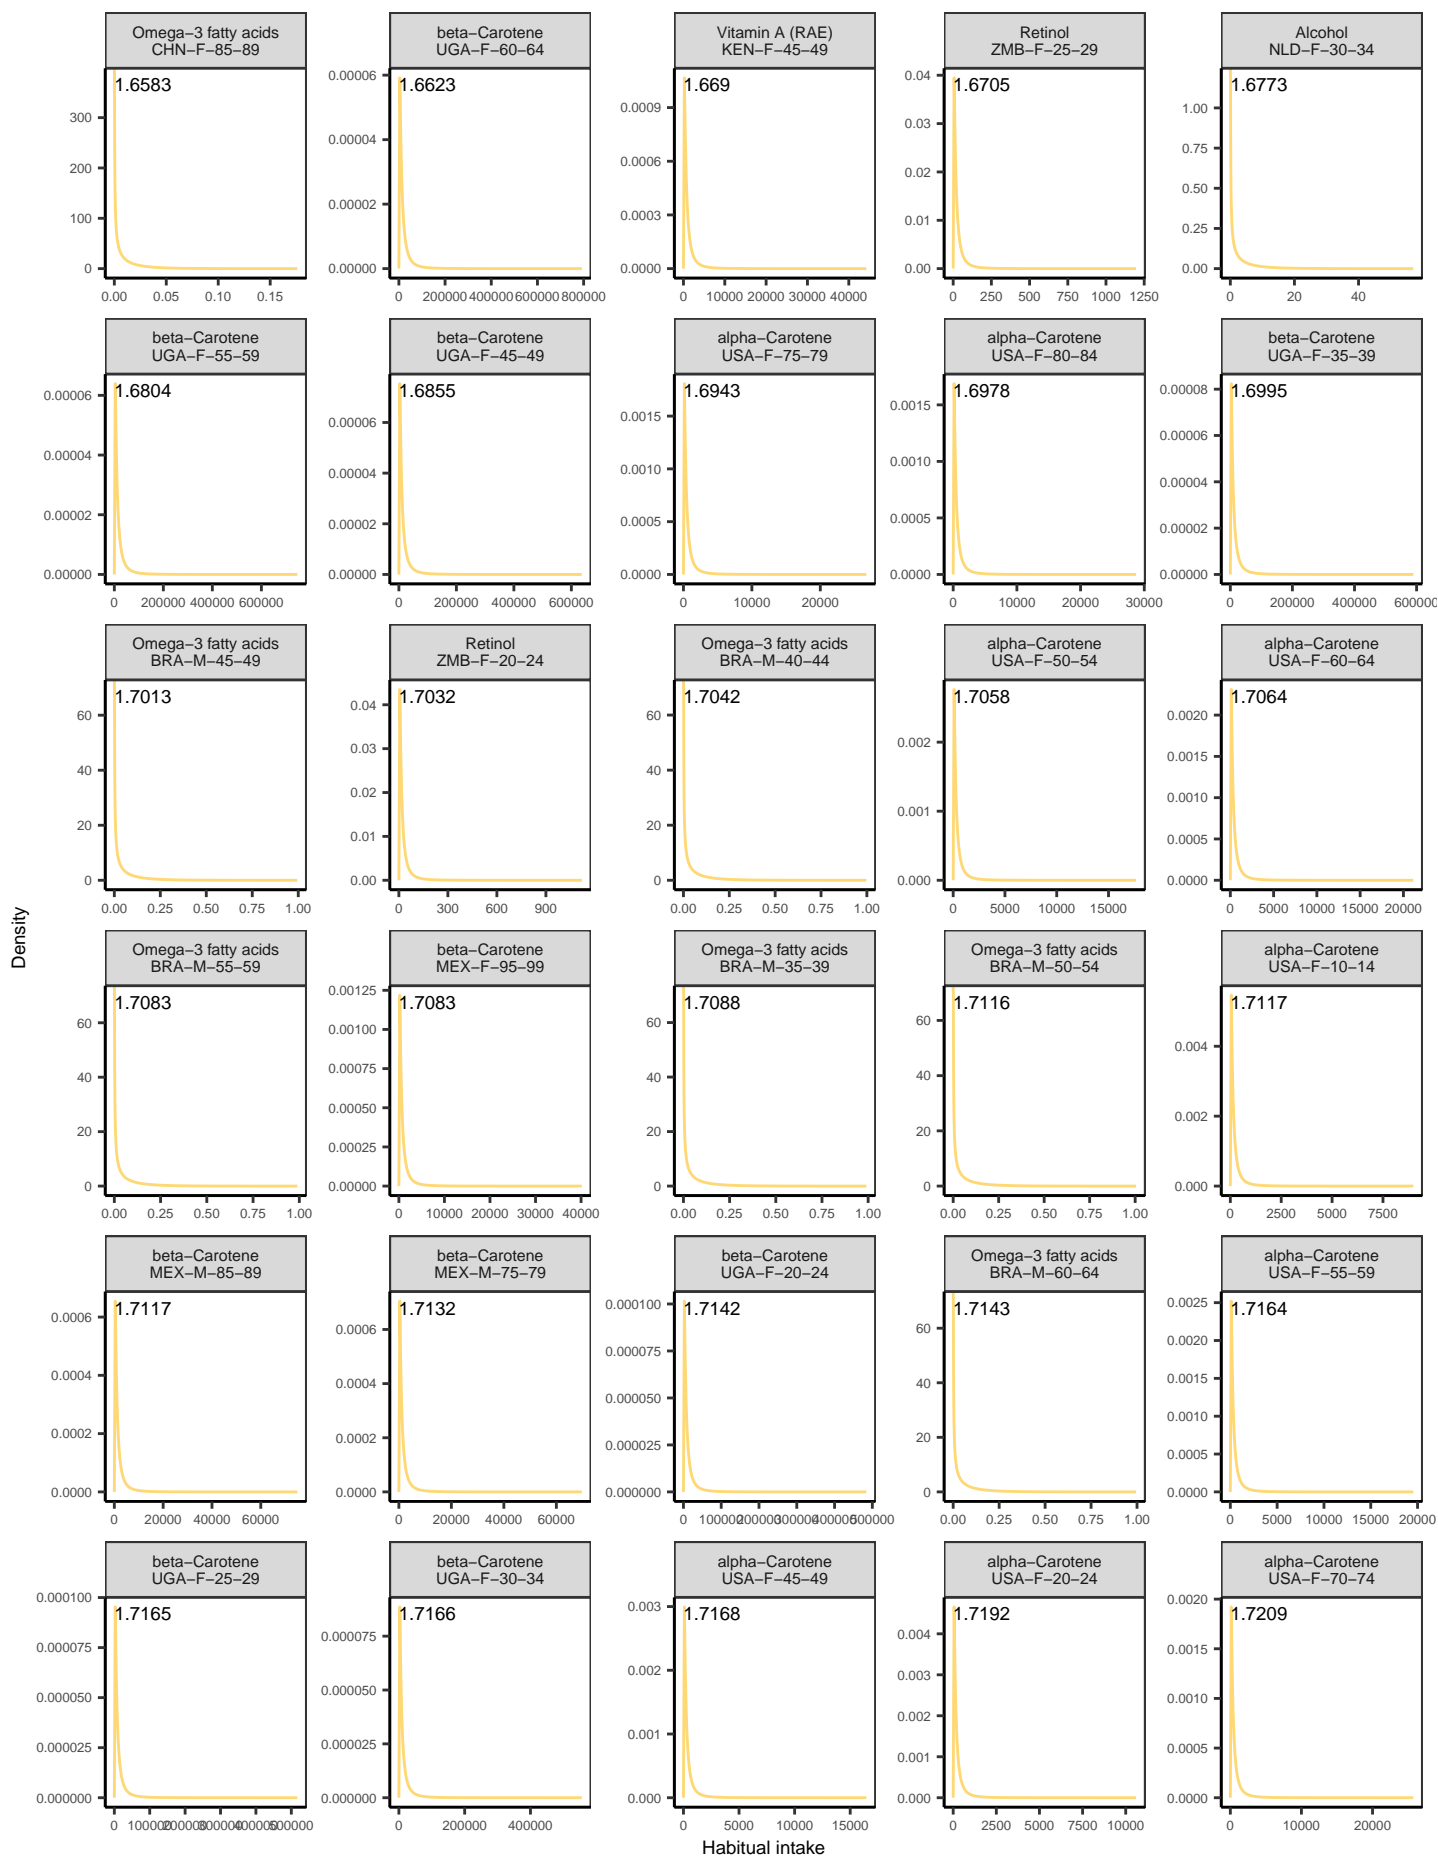 Omega−3 fatty acids
CHN−F−85−89
beta−Carotene
UGA−F−60−64
Vitamin A (RAE)
KEN−F−45−49
Retinol
ZMB−F−25−29
Alcohol
NLD−F−30−34
1.6583
1.6623
1.669
1.6705
1.6773
300
200
100
0
0.00006
0.00004
0.00002
0.00000
0.0009
0.0006
0.0003
0.0000
0.04
0.03
0.02
0.01
0.00
1.00
0.75
0.50
0.25
0.00
0.00 0.05 0.10 0.15
0 200000 400000 600000 800000
0 10000 20000 30000 40000
0 250 500 750 1000 1250
0 20 40
beta−Carotene
UGA−F−55−59
beta−Carotene
UGA−F−45−49
alpha−Carotene
USA−F−75−79
alpha−Carotene
USA−F−80−84
beta−Carotene
UGA−F−35−39
1.6804
1.6855
1.6943
1.6978
1.6995
0.00006
0.00004
0.00002
0.00000
0.00006
0.00004
0.00002
0.00000
0.0015
0.0010
0.0005
0.0000
0.0015
0.0010
0.0005
0.0000
0.00008
0.00006
0.00004
0.00002
0.00000
0 200000 400000 600000
0 200000 400000 600000
0 10000 20000
0 10000 20000 30000
0 200000 400000 600000
Omega−3 fatty acids
BRA−M−45−49
Retinol
ZMB−F−20−24
Omega−3 fatty acids
BRA−M−40−44
alpha−Carotene
USA−F−50−54
alpha−Carotene
USA−F−60−64
1.7013
1.7032
1.7042
1.7058
1.7064
60
40
20
0
0.04
0.03
0.02
0.01
0.00
60
40
20
0
0.002
0.001
0.000
0.0020
0.0015
0.0010
0.0005
0.0000
0.00 0.25 0.50 0.75 1.00
0 300 600 900
0.00 0.25 0.50 0.75 1.00
0 5000 10000 15000
0 5000 10000 15000 20000
Density
Omega−3 fatty acids
BRA−M−55−59
beta−Carotene
MEX−F−95−99
Omega−3 fatty acids
BRA−M−35−39
Omega−3 fatty acids
BRA−M−50−54
alpha−Carotene
USA−F−10−14
1.7083
1.7083
1.7088
1.7116
1.7117
60
40
20
0
0.00125
0.00100
0.00075
0.00050
0.00025
0.00000
60
40
20
0
60
40
20
0
0.004
0.002
0.000
0.00 0.25 0.50 0.75 1.00
0 10000 20000 30000 40000
0.00 0.25 0.50 0.75 1.00
0.00 0.25 0.50 0.75 1.00
0 2500 5000 7500
beta−Carotene
MEX−M−85−89
beta−Carotene
MEX−M−75−79
beta−Carotene
UGA−F−20−24
Omega−3 fatty acids
BRA−M−60−64
alpha−Carotene
USA−F−55−59
1.7117
1.7132
1.7142
1.7143
1.7164
0.0006
0.0004
0.0002
0.0000
0.0006
0.0004
0.0002
0.0000
0.000100
0.000075
0.000050
0.000025
0.000000
60
40
20
0
0.0025
0.0020
0.0015
0.0010
0.0005
0.0000
0 20000 40000 60000
0 20000 40000 60000
0 100000 200000 300000 400000 500000
0.00 0.25 0.50 0.75 1.00
0 5000 10000 15000 20000
beta−Carotene
UGA−F−25−29
beta−Carotene
UGA−F−30−34
alpha−Carotene
USA−F−45−49
alpha−Carotene
USA−F−20−24
alpha−Carotene
USA−F−70−74
1.7165
1.7166
1.7168
1.7192
1.7209
0.000100
0.000075
0.000050
0.000025
0.000000
0.000075
0.000050
0.000025
0.000000
0.003
0.002
0.001
0.000
0.004
0.003
0.002
0.001
0.000
0.0020
0.0015
0.0010
0.0005
0.0000
0 100000 200000 300000 400000 500000
0 200000 400000
0 5000 10000 15000
0 2500 5000 7500 10000
0 10000 20000
Habitual intake